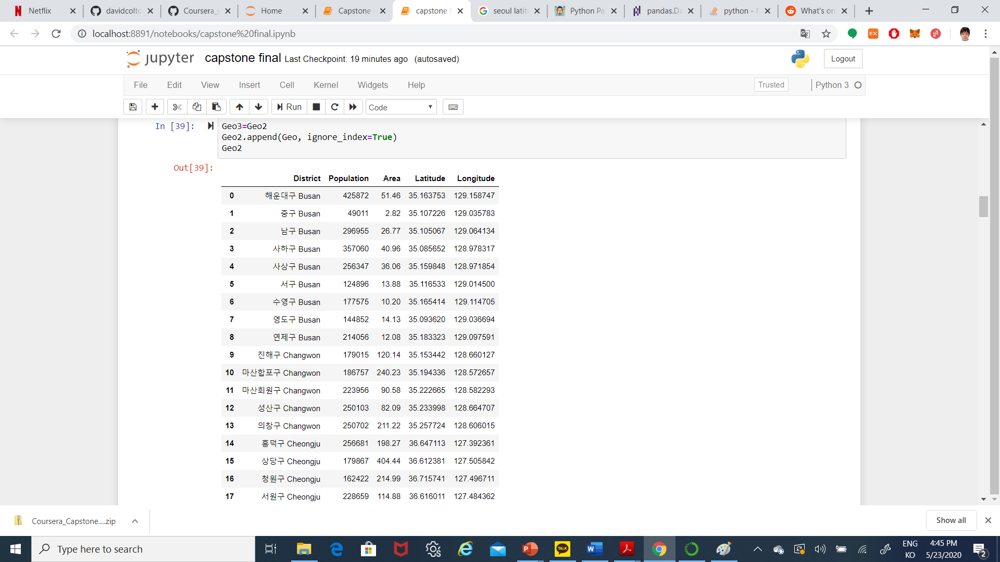 Netflix
davidcolto
Coursera_
Home
Capstone
capstone f
seoul latit
Python Pa
pandas.Da
python - N
What's on
localhost:8891/notebooks/capstone%20final.ipynb
jupyter capstone final Last Checkpoint: 19 minutes ago (autosaved)
Logout
File Edit View Insert Cell Kernel Widgets Help
Trusted Python 3
Run Code
In [39]:
Geo3=Geo2
Geo2.append(Geo, ignore_index=True)
Geo2
Out[39]:
District Population Area Latitude Longitude
0 해운대구 Busan 425872 51.46 35.163753 129.158747
1 중구 Busan 49011 2.82 35.107226 129.035783
2 남구 Busan 296955 26.77 35.105067 129.064134
3 사하구 Busan 357060 40.96 35.085652 128.978317
4 사상구 Busan 256347 36.06 35.159848 128.971854
5 서구 Busan 124896 13.88 35.116533 129.014500
6 수영구 Busan 177575 10.20 35.165414 129.114705
7 영도구 Busan 144852 14.13 35.093620 129.036694
8 연제구 Busan 214056 12.08 35.183323 129.097591
9 진해구 Changwon 179015 120.14 35.153442 128.660127
10 마산합포구 Changwon 186757 240.23 35.194336 128.572657
11 마산회원구 Changwon 223956 90.58 35.222665 128.582293
12 성산구 Changwon 250103 82.09 35.233998 128.664707
13 의창구 Changwon 250702 211.22 35.257724 128.606015
14 흥덕구 Cheongju 256681 198.27 36.647113 127.392361
15 상당구 Cheongju 179867 404.44 36.612381 127.505842
16 청원구 Cheongju 162422 214.99 36.715741 127.496711
17 서원구 Cheongju 228659 114.88 36.616011 127.484362
Coursera_Capstone....zip
Show all
Type here to search
TALK
ENG
KO
4:45 PM
5/23/2020
2